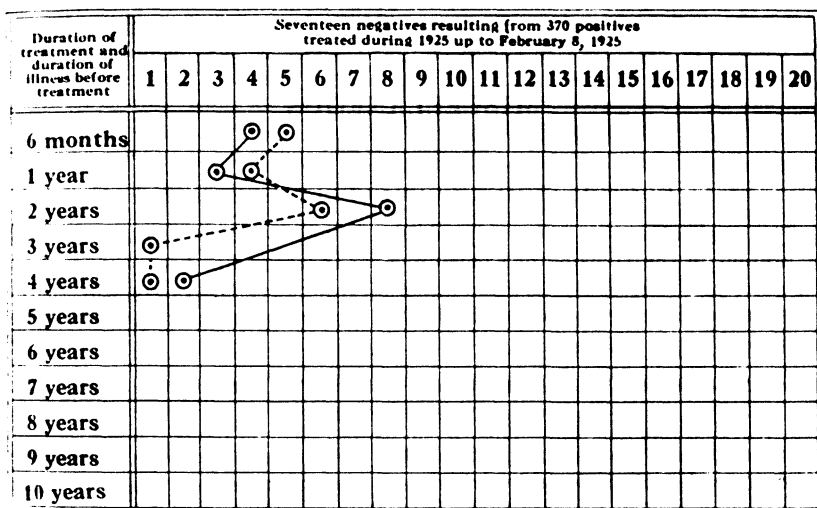 Duration of
treatment and
duration of
illness before
treatment
Seventeen negatives resulting from 370 positives
treated during 1925 up to February 8, 1925
1 2 3 4 5 6 7 8 9 10 11 12 13 14 15 16 17 18 19 20
6 months
1 year
2 years
3 years
4 years
5 years
6 years
7 years
8 years
9 years
10 years